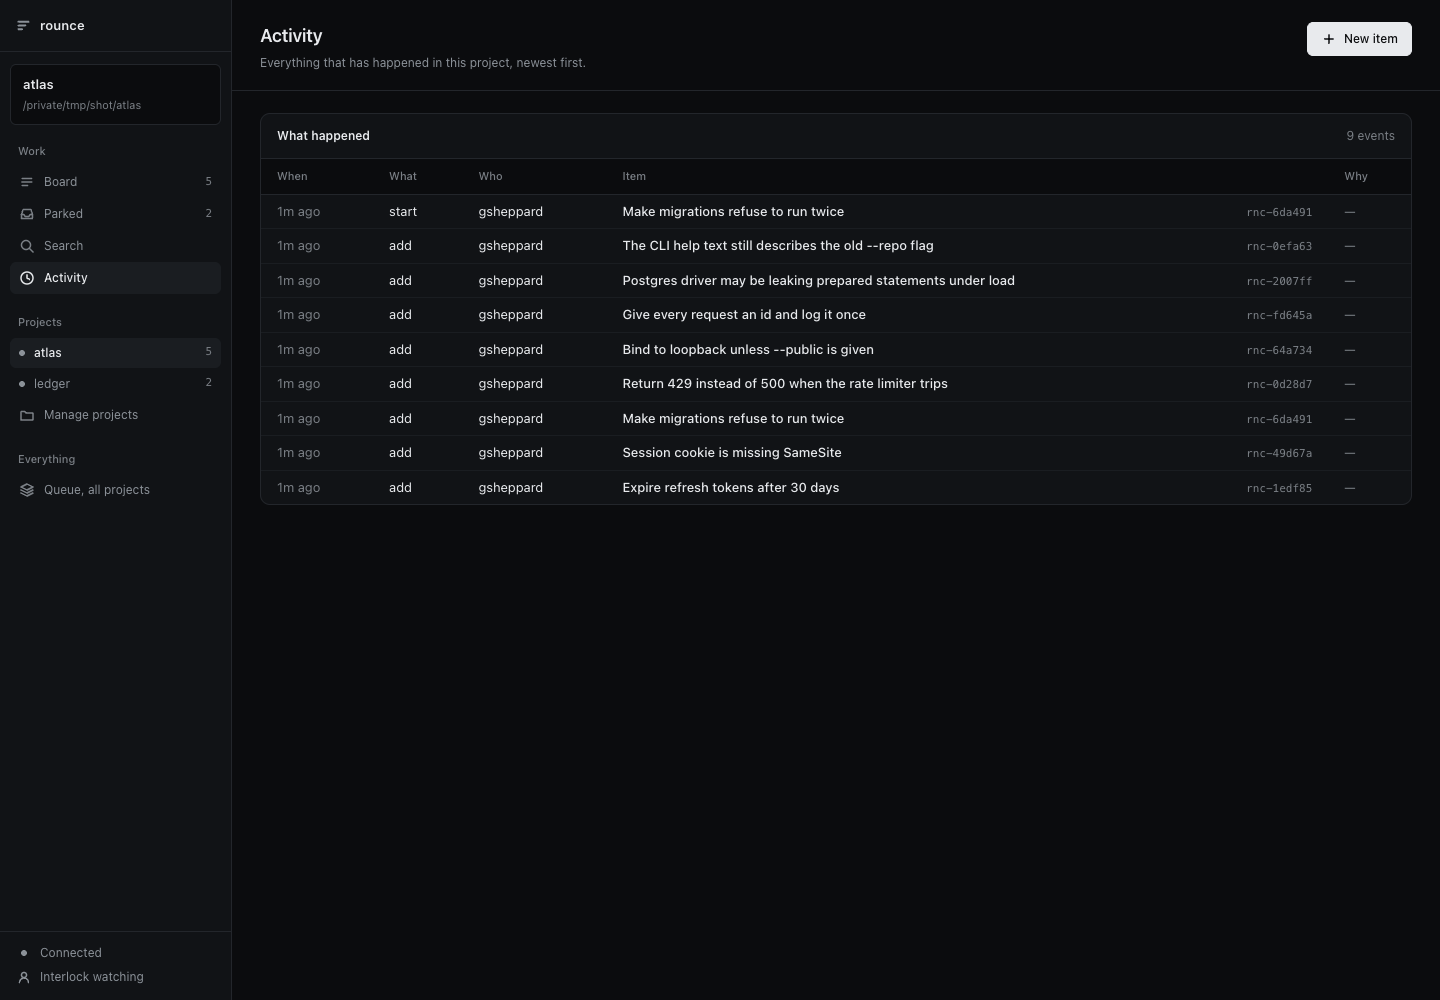 rounce
atlas
/private/tmp/shot/atlas
Work
Board 5
Parked 2
Search
Activity
Projects
atlas 5
ledger 2
Manage projects
Everything
Queue, all projects
Connected
Interlock watching
Activity
Everything that has happened in this project, newest first.
New item
What happened 9 events
When What Who Item Why
1m ago start gsheppard Make migrations refuse to run twice rnc-6da491 —
1m ago add gsheppard The CLI help text still describes the old --repo flag rnc-0efa63 —
1m ago add gsheppard Postgres driver may be leaking prepared statements under load rnc-2007ff —
1m ago add gsheppard Give every request an id and log it once rnc-fd645a —
1m ago add gsheppard Bind to loopback unless --public is given rnc-64a734 —
1m ago add gsheppard Return 429 instead of 500 when the rate limiter trips rnc-0d28d7 —
1m ago add gsheppard Make migrations refuse to run twice rnc-6da491 —
1m ago add gsheppard Session cookie is missing SameSite rnc-49d67a —
1m ago add gsheppard Expire refresh tokens after 30 days rnc-1edf85 —